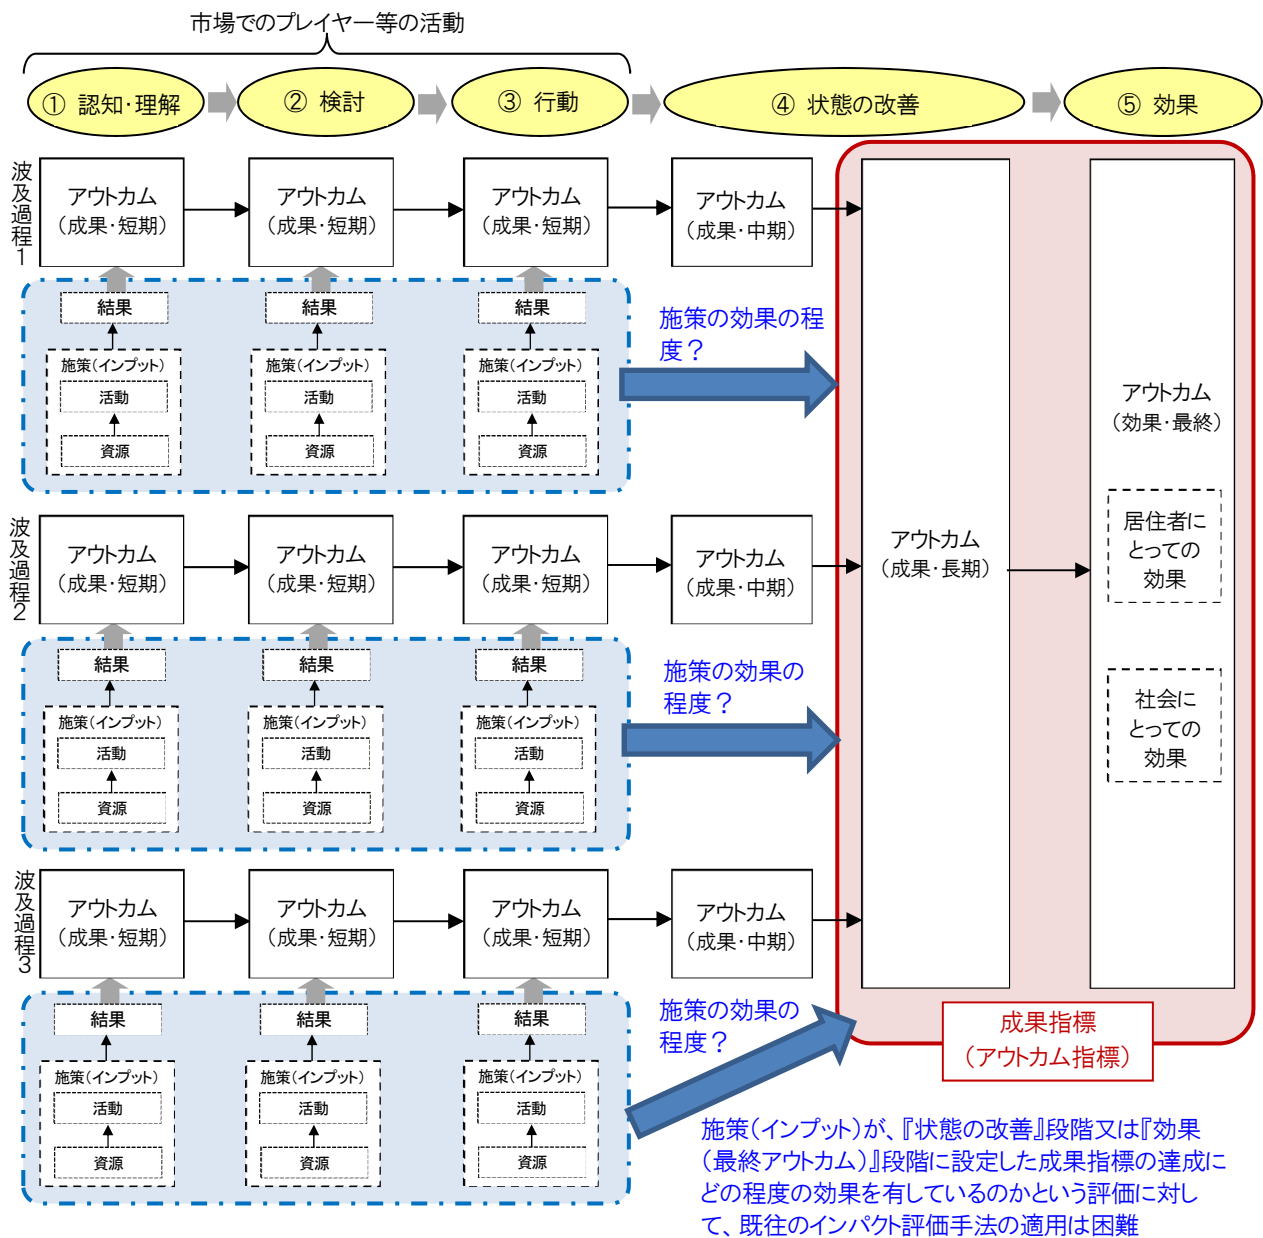 市場でのプレイヤー等の活動
① 認知・理解
② 検討
③ 行動
④ 状態の改善
⑤ 効果
波及過程1
アウトカム
（成果・短期）
アウトカム
（成果・短期）
アウトカム
（成果・短期）
アウトカム
（成果・中期）
結果
施策（インプット）
活動
資源
結果
施策（インプット）
活動
資源
結果
施策（インプット）
活動
資源
施策の効果の程
度？
波及過程2
アウトカム
（成果・短期）
アウトカム
（成果・短期）
アウトカム
（成果・短期）
アウトカム
（成果・中期）
結果
施策（インプット）
活動
資源
結果
施策（インプット）
活動
資源
結果
施策（インプット）
活動
資源
施策の効果の
程度？
波及過程3
アウトカム
（成果・短期）
アウトカム
（成果・短期）
アウトカム
（成果・短期）
アウトカム
（成果・中期）
結果
施策（インプット）
活動
資源
結果
施策（インプット）
活動
資源
結果
施策（インプット）
活動
資源
施策の効果の
程度？
アウトカム
（成果・長期）
アウトカム
（効果・最終）
居住者に
とっての
効果
社会に
とっての
効果
成果指標
（アウトカム指標）
施策（インプット）が、『状態の改善』段階又は『効果
（最終アウトカム）』段階に設定した成果指標の達成に
どの程度の効果を有しているのかという評価に対し
て、既往のインパクト評価手法の適用は困難